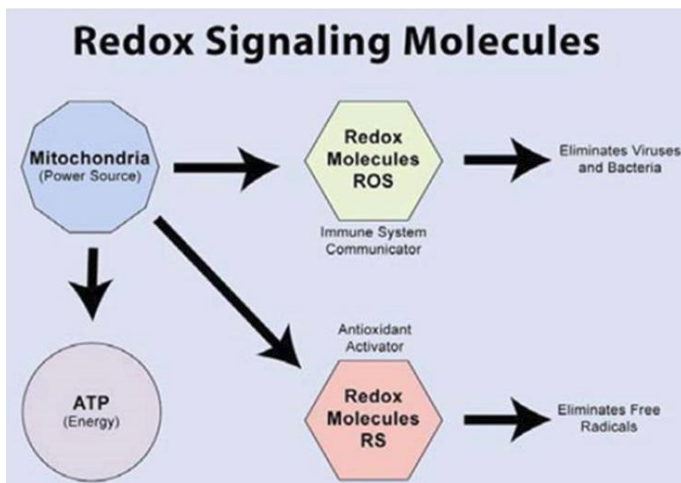 Redox Signaling Molecules
Mitochondria
(Power Source)
Redox
Molecules
ROS
Immune System
Communicator
Eliminates Viruses
and Bacteria
ATP
(Energy)
Antioxidant
Activator
Redox
Molecules
RS
Eliminates Free
Radicals